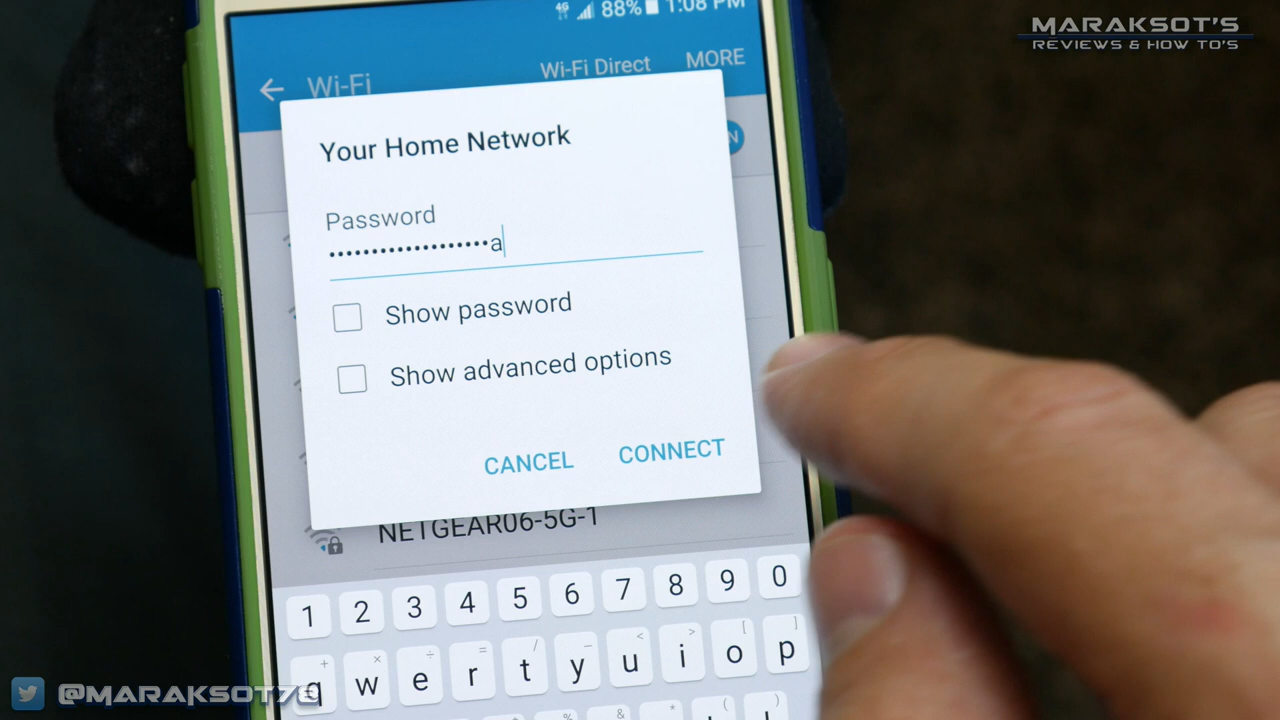 MARAKSOT'S
REVIEWS & HOW TO'S
4G 88% 1:08 PM
Wi-Fi Wi-Fi Direct MORE
Your Home Network
Password
••••••••••••••••••••a
Show password
Show advanced options
CANCEL CONNECT
NETGEAR06-5G-1
1 2 3 4 5 6 7 8 9 0
+ × ÷ = / _ < > [ ]
q w e r t y u i o p
% & * ( )
@MARAKSOT78